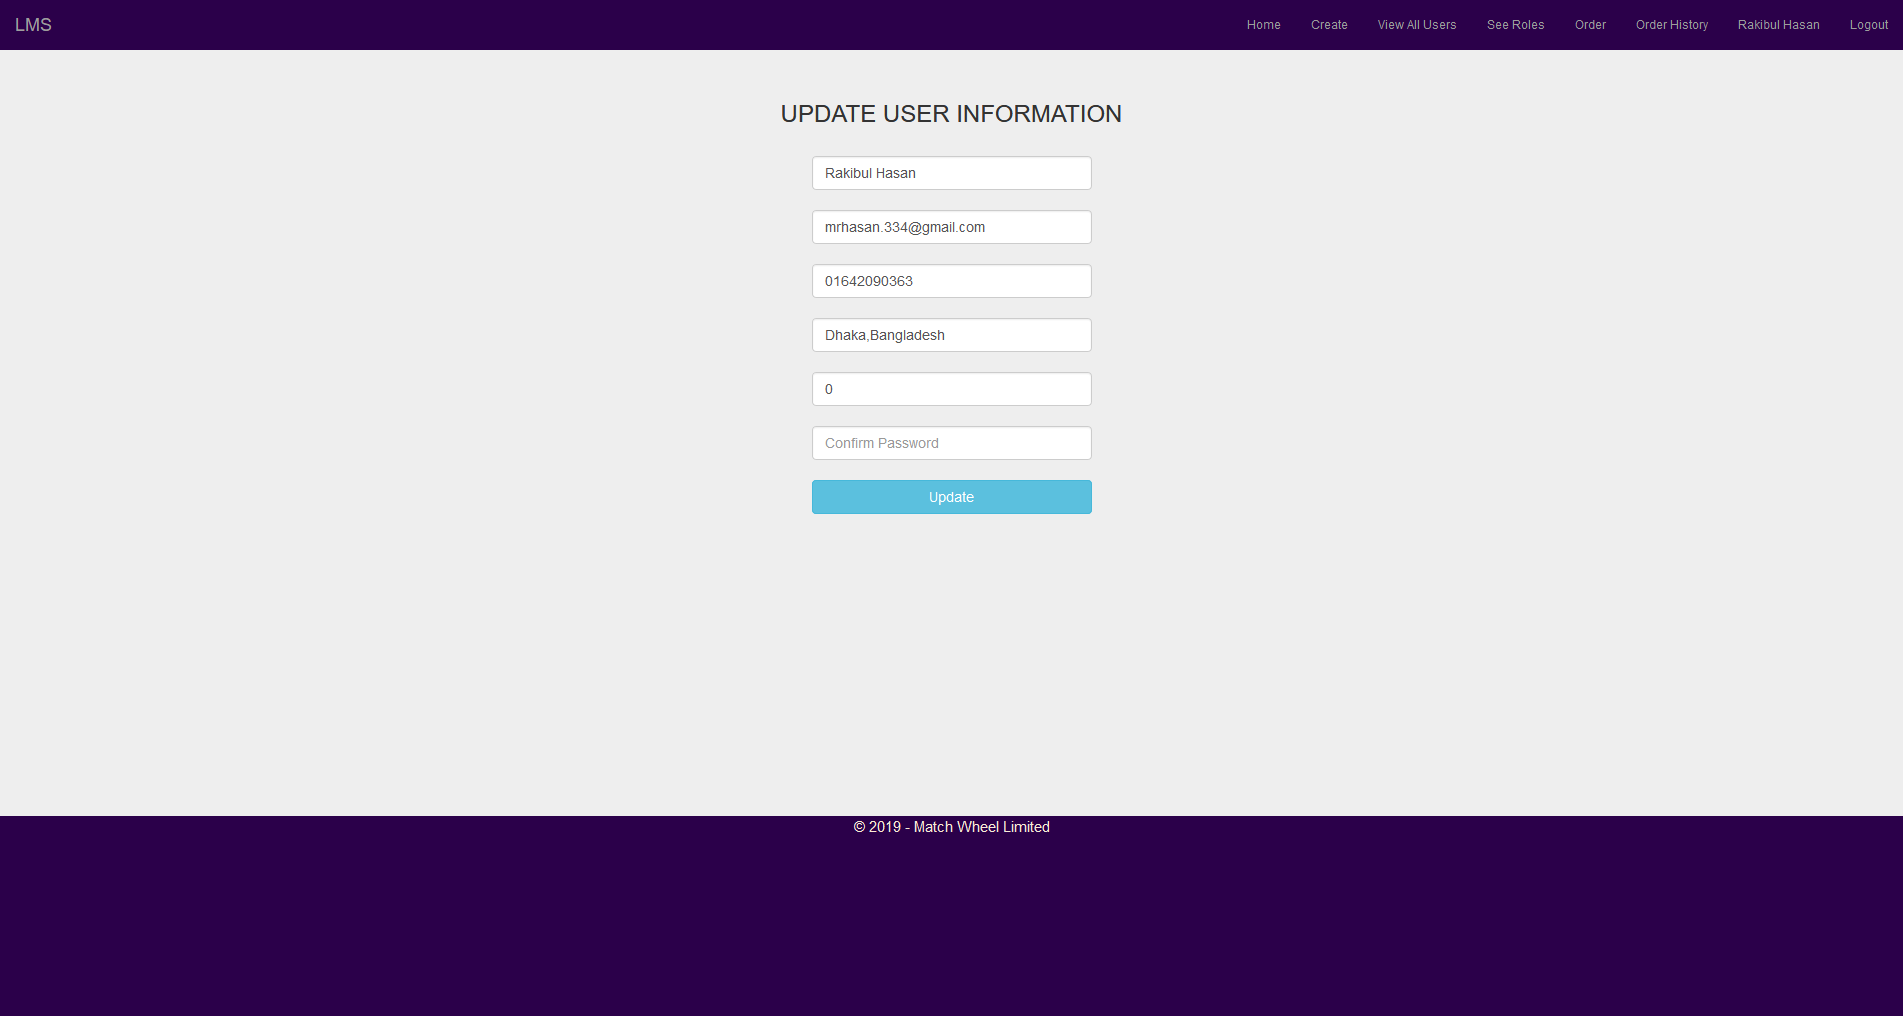 LMS Home Create View All Users See Roles Order Order History Rakibul Hasan Logout
UPDATE USER INFORMATION
Rakibul Hasan
mrhasan.334@gmail.com
01642090363
Dhaka,Bangladesh
0
Confirm Password
Update
© 2019 - Match Wheel Limited